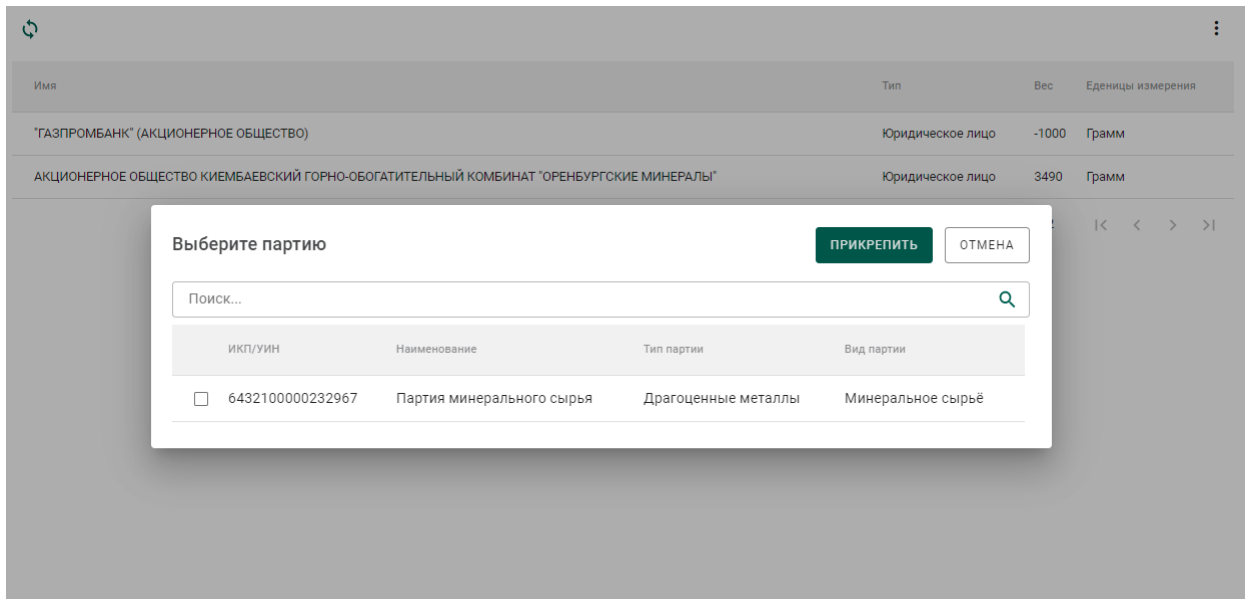 Имя Тип Вес Еденицы измерения
"ГАЗПРОМБАНК" (АКЦИОНЕРНОЕ ОБЩЕСТВО) Юридическое лицо -1000 Грамм
АКЦИОНЕРНОЕ ОБЩЕСТВО КИЕМБАЕВСКИЙ ГОРНО-ОБОГАТИТЕЛЬНЫЙ КОМБИНАТ "ОРЕНБУРГСКИЕ МИНЕРАЛЫ" Юридическое лицо 3490 Грамм
Выберите партию ПРИКРЕПИТЬ ОТМЕНА
Поиск...
ИКП/УИН Наименование Тип партии Вид партии
6432100000232967 Партия минерального сырья Драгоценные металлы Минеральное сырьё